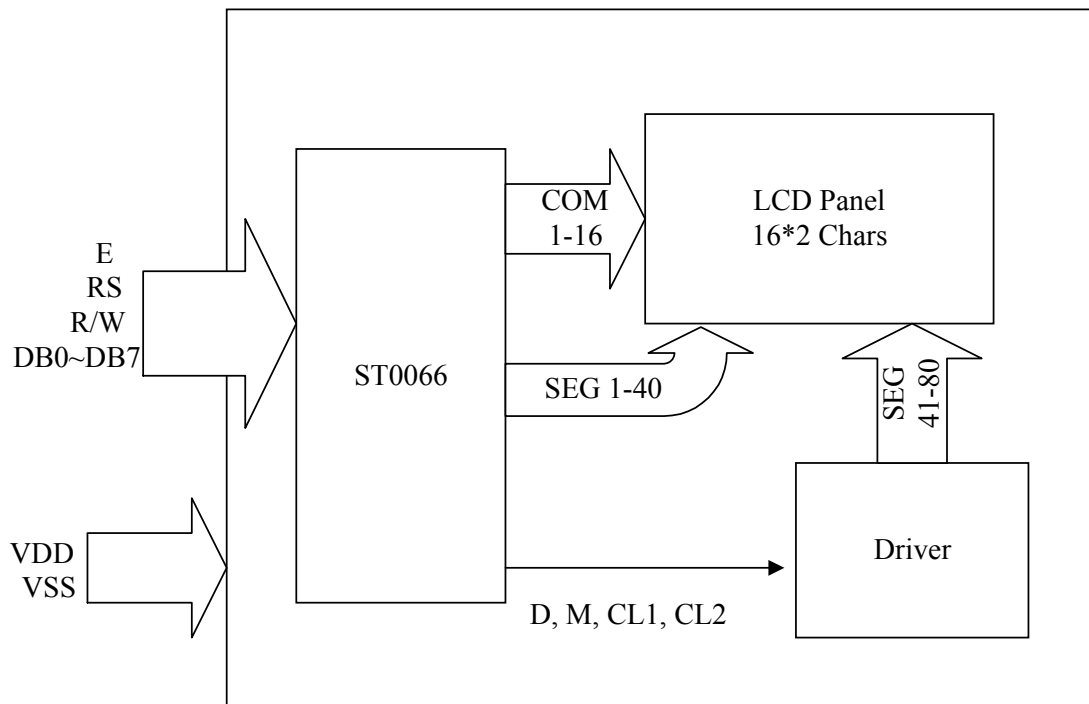 E
RS
R/W
DB0~DB7
VDD
VSS
ST0066
COM
1-16
SEG 1-40
LCD Panel
16*2 Chars
SEG
41-80
Driver
D, M, CL1, CL2